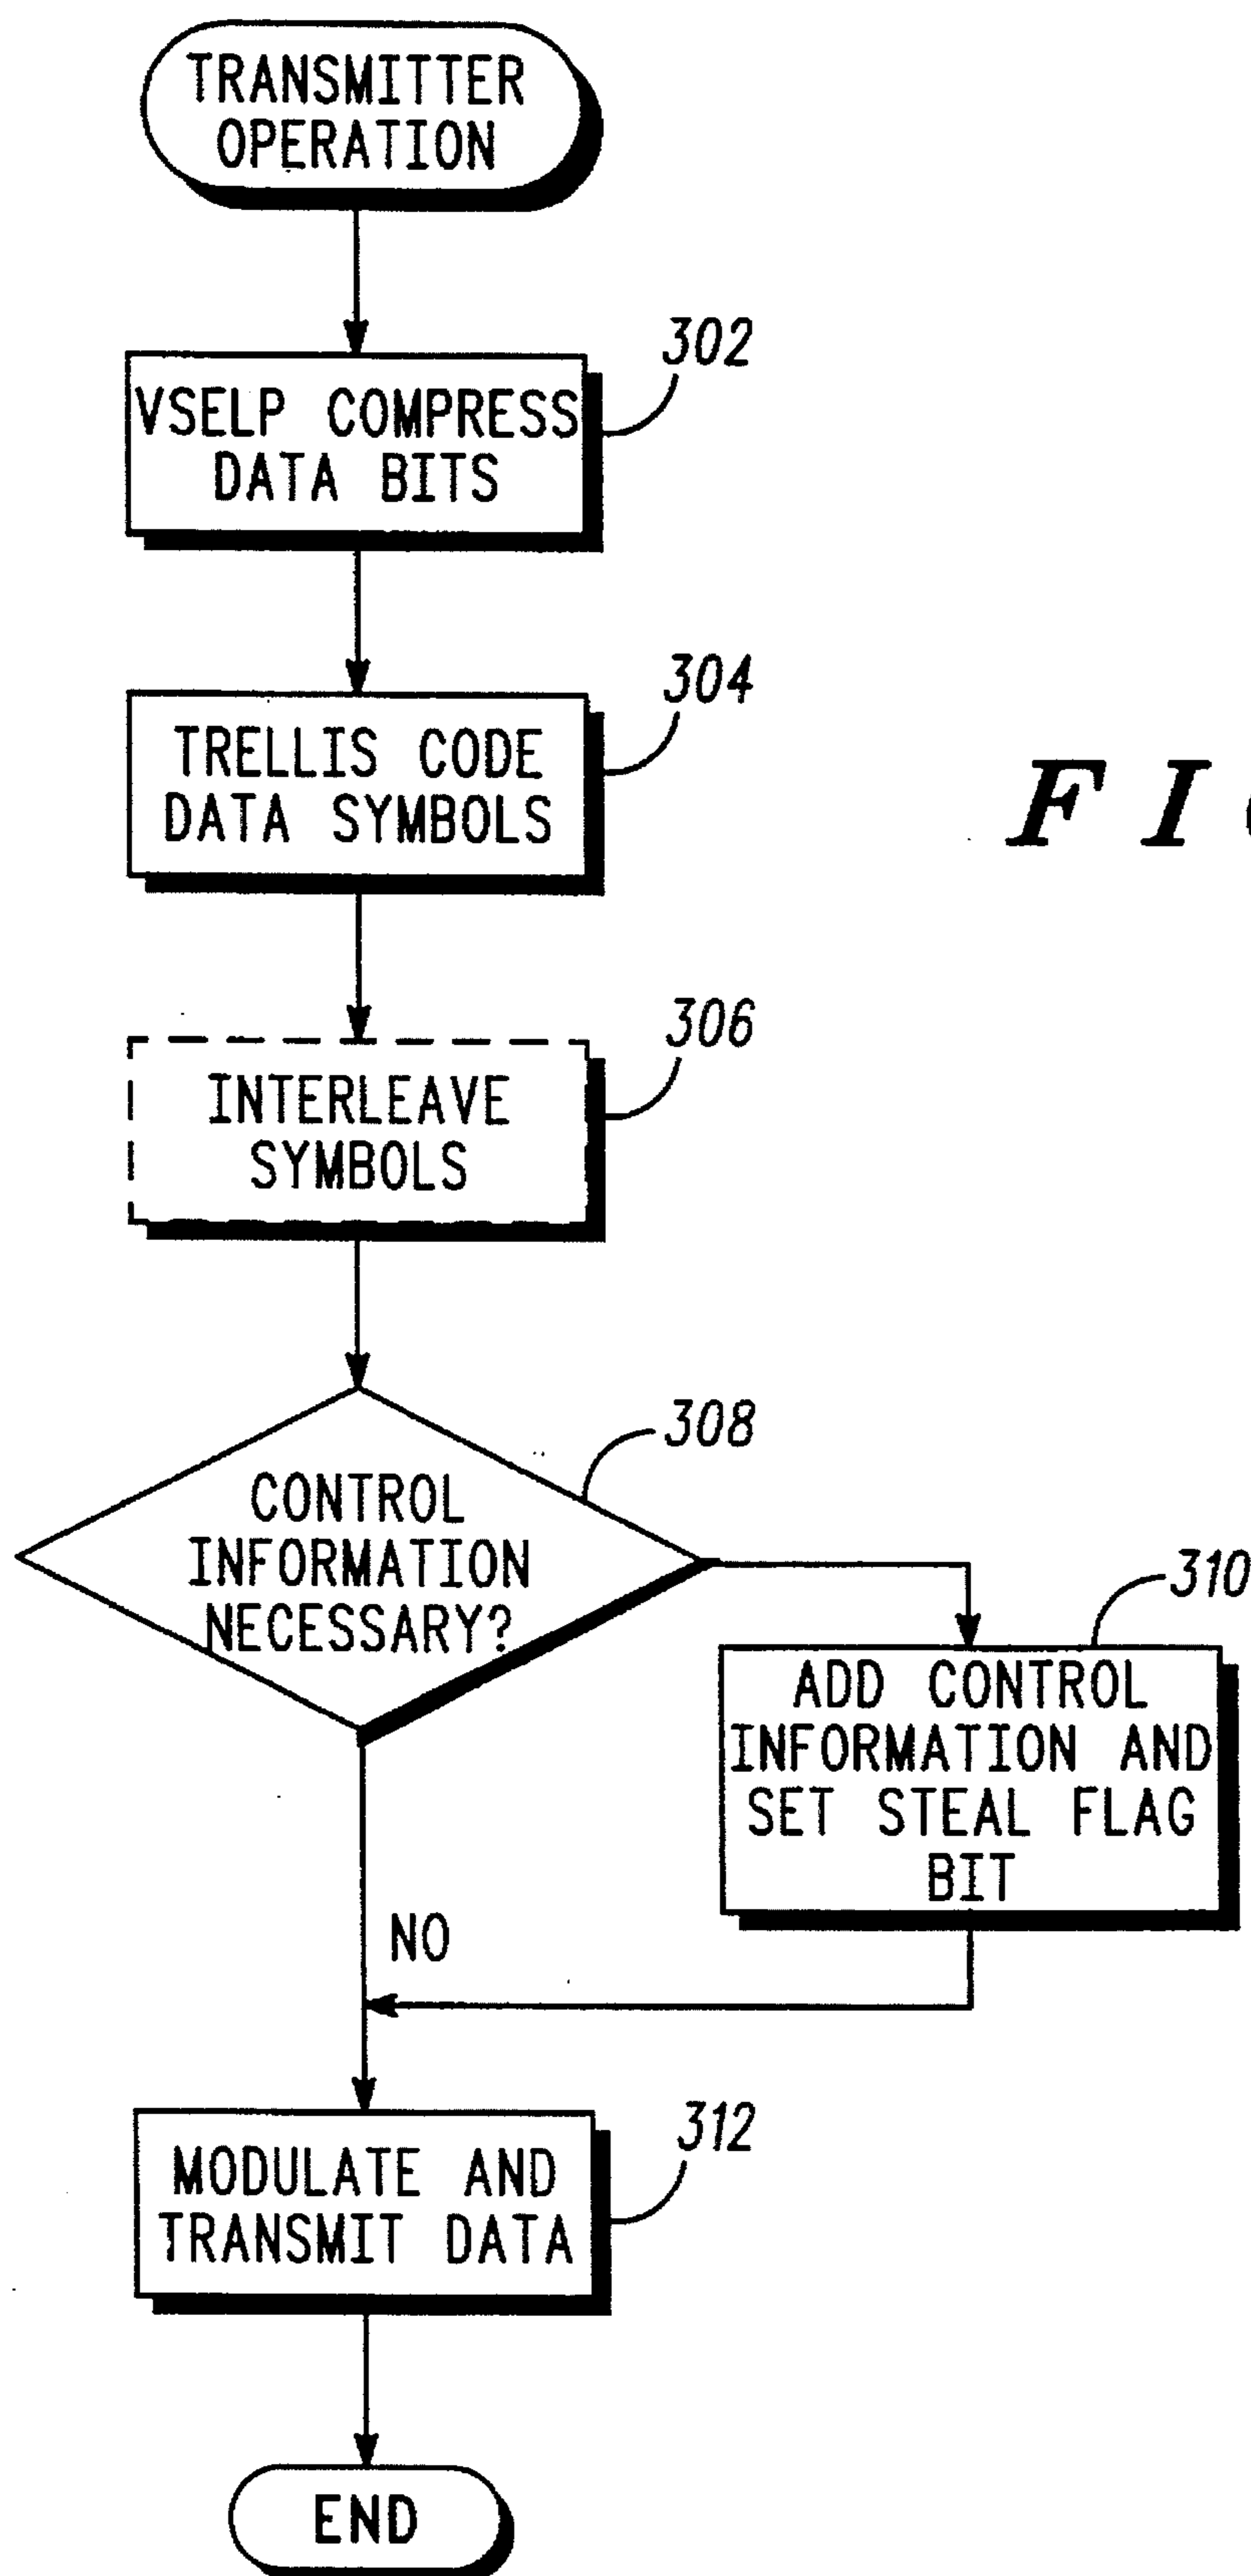 TRANSMITTER
OPERATION
302
VSELP COMPRESS
DATA BITS
304
TRELLIS CODE
DATA SYMBOLS
F I
306
INTERLEAVE
SYMBOLS
308
CONTROL
INFORMATION
NECESSARY?
310
ADD CONTROL
INFORMATION AND
SET STEAL FLAG
BIT
NO
312
MODULATE AND
TRANSMIT DATA
END